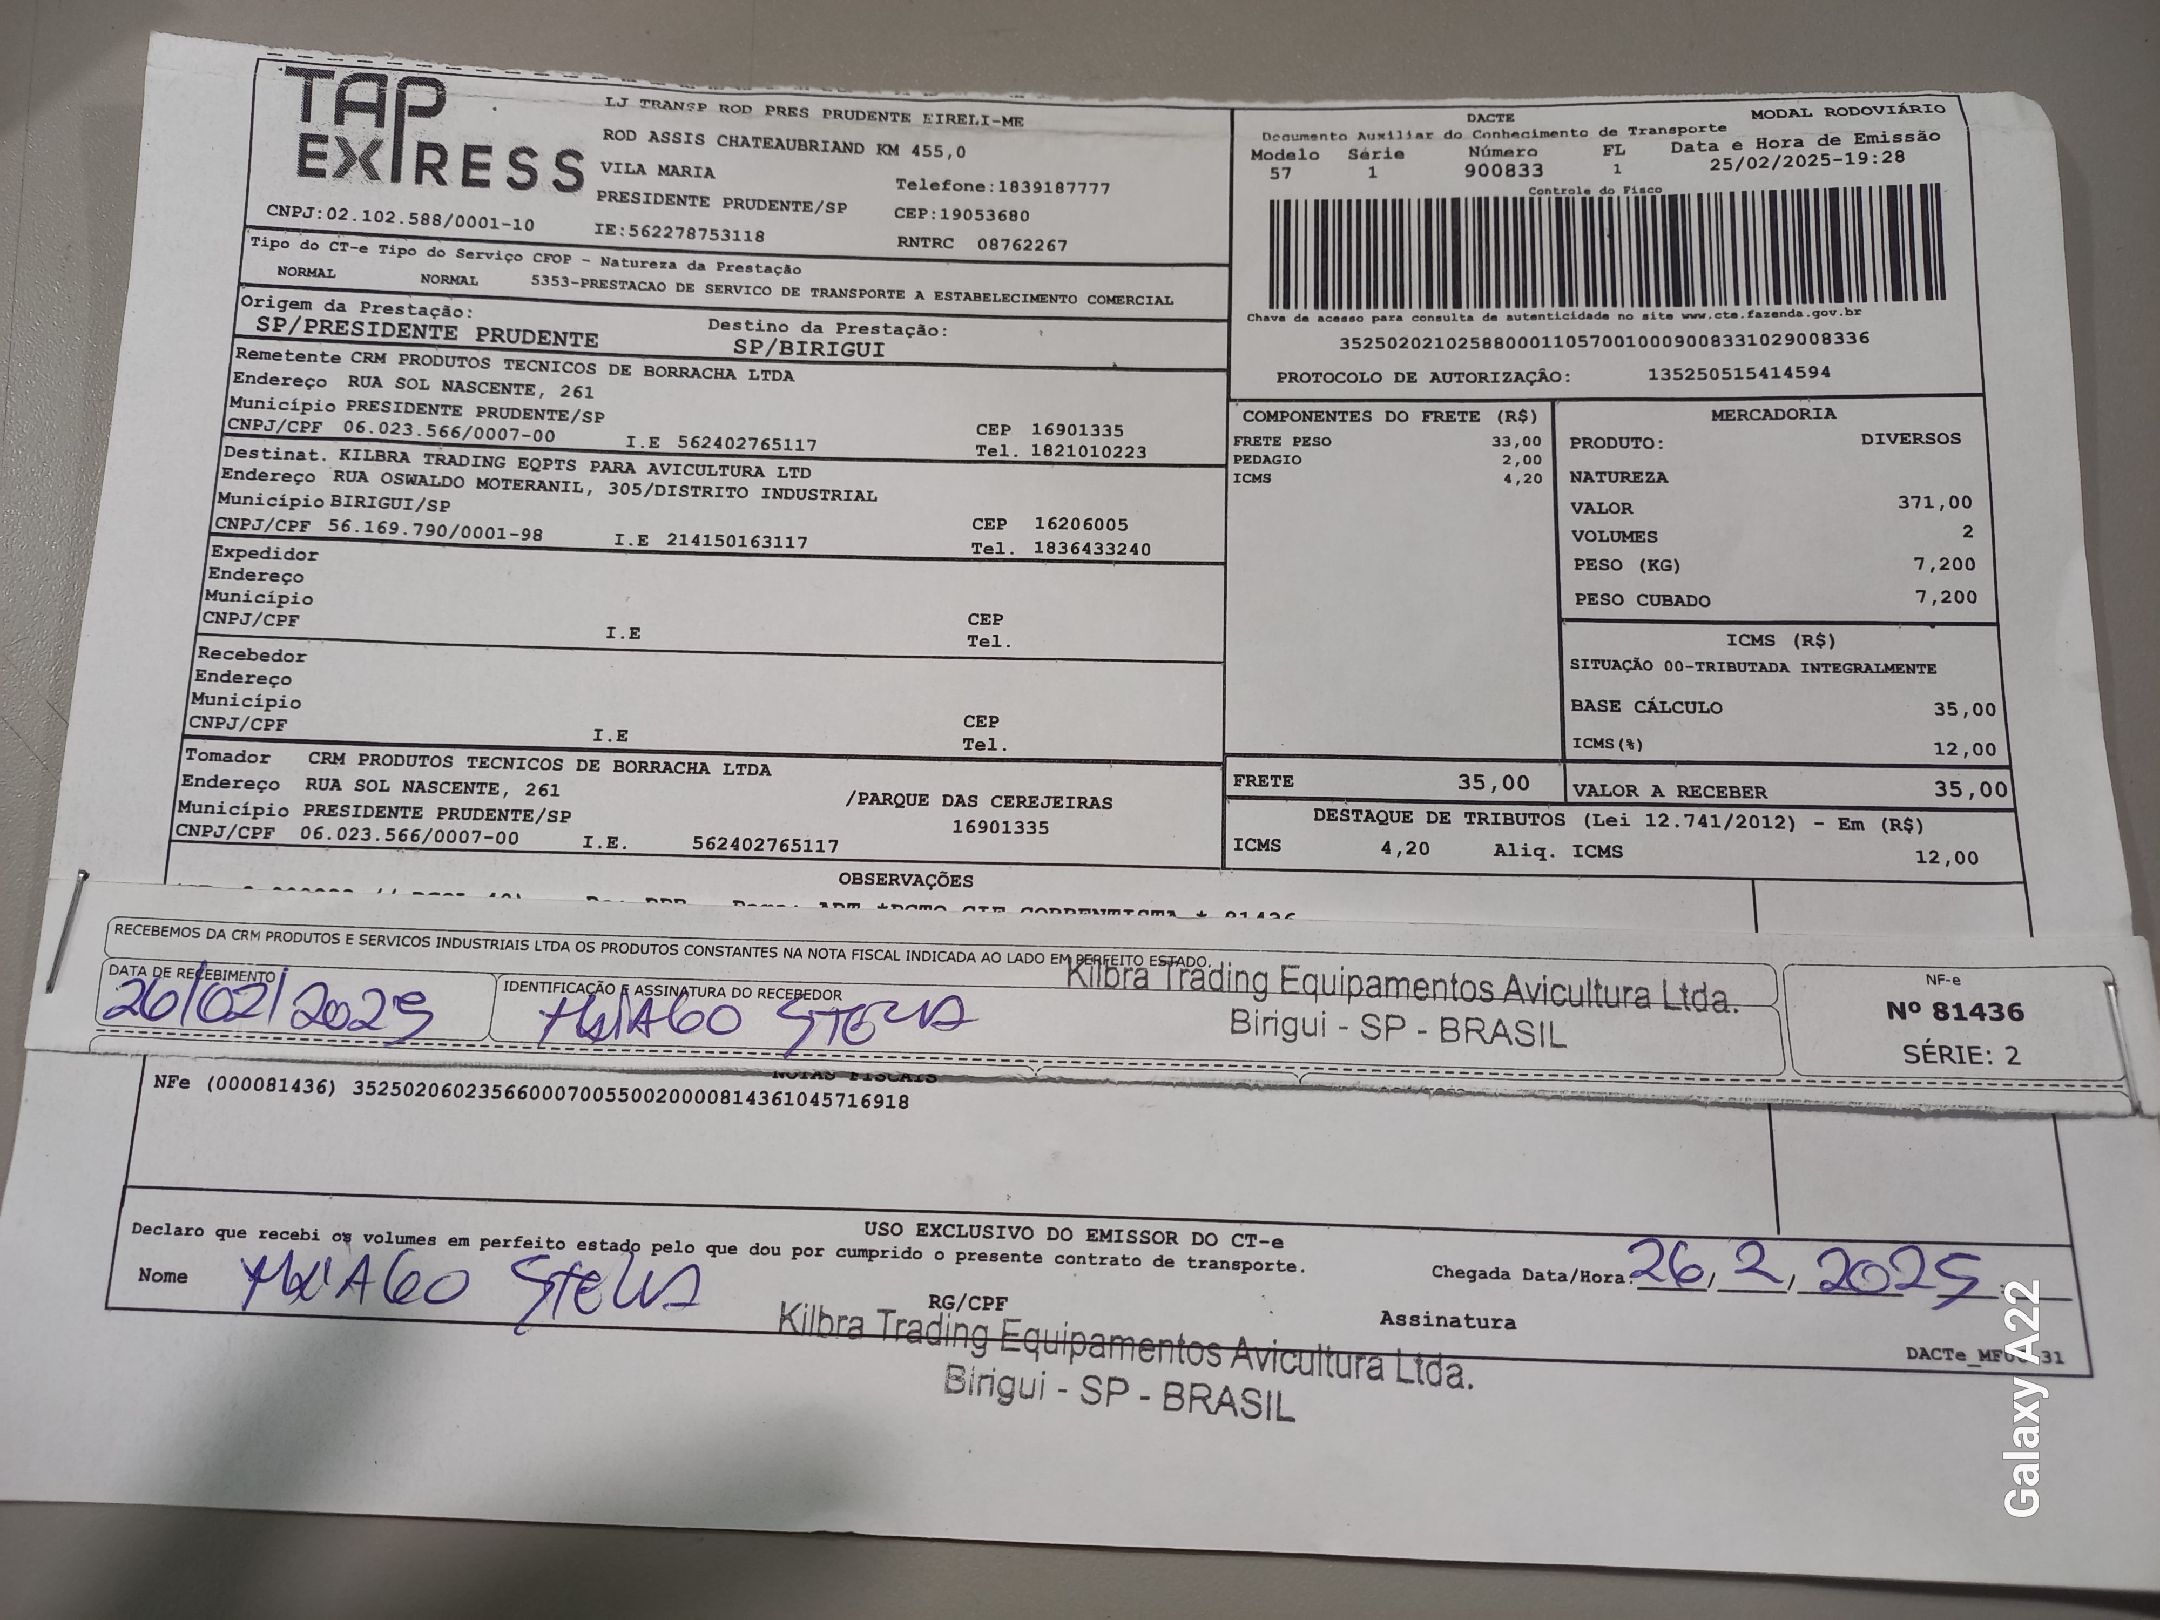 TAP
EXPRESS
LJ TRANSP ROD PRES PRUDENTE EIRELI-ME
ROD ASSIS CHATEAUBRIAND KM 455,0
VILA MARIA
Telefone:1839187777
PRESIDENTE PRUDENTE/SP CEP:19053680
CNPJ:02.102.588/0001-10 IE:562278753118 RNTRC 08762267
Tipo do CT-e Tipo do Serviço CFOP - Natureza da Prestação
NORMAL NORMAL 5353-PRESTACAO DE SERVICO DE TRANSPORTE A ESTABELECIMENTO COMERCIAL
Origem da Prestação: Destino da Prestação:
SP/PRESIDENTE PRUDENTE SP/BIRIGUI
Remetente CRM PRODUTOS TECNICOS DE BORRACHA LTDA
Endereço RUA SOL NASCENTE, 261
Município PRESIDENTE PRUDENTE/SP CEP 16901335
CNPJ/CPF 06.023.566/0007-00 I.E 562402765117 Tel. 1821010223
Destinat. KILBRA TRADING EQPTS PARA AVICULTURA LTD
Endereço RUA OSWALDO MOTERANIL, 305/DISTRITO INDUSTRIAL
Município BIRIGUI/SP CEP 16206005
CNPJ/CPF 56.169.790/0001-98 I.E 214150163117 Tel. 1836433240
Expedidor
Endereço
Município CEP
CNPJ/CPF I.E Tel.
Recebedor
Endereço
Município CEP
CNPJ/CPF I.E Tel.
Tomador CRM PRODUTOS TECNICOS DE BORRACHA LTDA
Endereço RUA SOL NASCENTE, 261 /PARQUE DAS CEREJEIRAS
Município PRESIDENTE PRUDENTE/SP 16901335
CNPJ/CPF 06.023.566/0007-00 I.E. 562402765117
DACTE MODAL RODOVIÁRIO
Documento Auxiliar do Conhecimento de Transporte
Modelo Série Número FL Data e Hora de Emissão
57 1 900833 1 25/02/2025-19:28
Controle do Fisco
Chave de acesso para consulta de autenticidade no site www.cte.fazenda.gov.br
35250202102588000110570010009008331029008336
PROTOCOLO DE AUTORIZAÇÃO: 135250515414594
COMPONENTES DO FRETE (R$)
FRETE PESO 33,00
PEDAGIO 2,00
ICMS 4,20
MERCADORIA
PRODUTO: DIVERSOS
NATUREZA
VALOR 371,00
VOLUMES 2
PESO (KG) 7,200
PESO CUBADO 7,200
ICMS (R$)
SITUAÇÃO 00-TRIBUTADA INTEGRALMENTE
BASE CÁLCULO 35,00
ICMS(%) 12,00
FRETE 35,00 VALOR A RECEBER 35,00
DESTAQUE DE TRIBUTOS (Lei 12.741/2012) - Em (R$)
ICMS 4,20 Aliq. ICMS 12,00
OBSERVAÇÕES
RECEBEMOS DA CRM PRODUTOS E SERVICOS INDUSTRIAIS LTDA OS PRODUTOS CONSTANTES NA NOTA FISCAL INDICADA AO LADO EM PERFEITO ESTADO.
DATA DE RECEBIMENTO IDENTIFICAÇÃO E ASSINATURA DO RECEBEDOR
26/02/2025
Kilbra Trading Equipamentos Avicultura Ltda.
Birigui - SP - BRASIL
NF-e
Nº 81436
SÉRIE: 2
NOTAS FISCAIS
NFe (000081436) 35250206023566000700550020000814361045716918
USO EXCLUSIVO DO EMISSOR DO CT-e
Declaro que recebi os volumes em perfeito estado pelo que dou por cumprido o presente contrato de transporte.
Nome RG/CPF
Chegada Data/Hora: 26, 2, 2025
Assinatura
Kilbra Trading Equipamentos Avicultura Ltda.
Birigui - SP - BRASIL
Galaxy A22